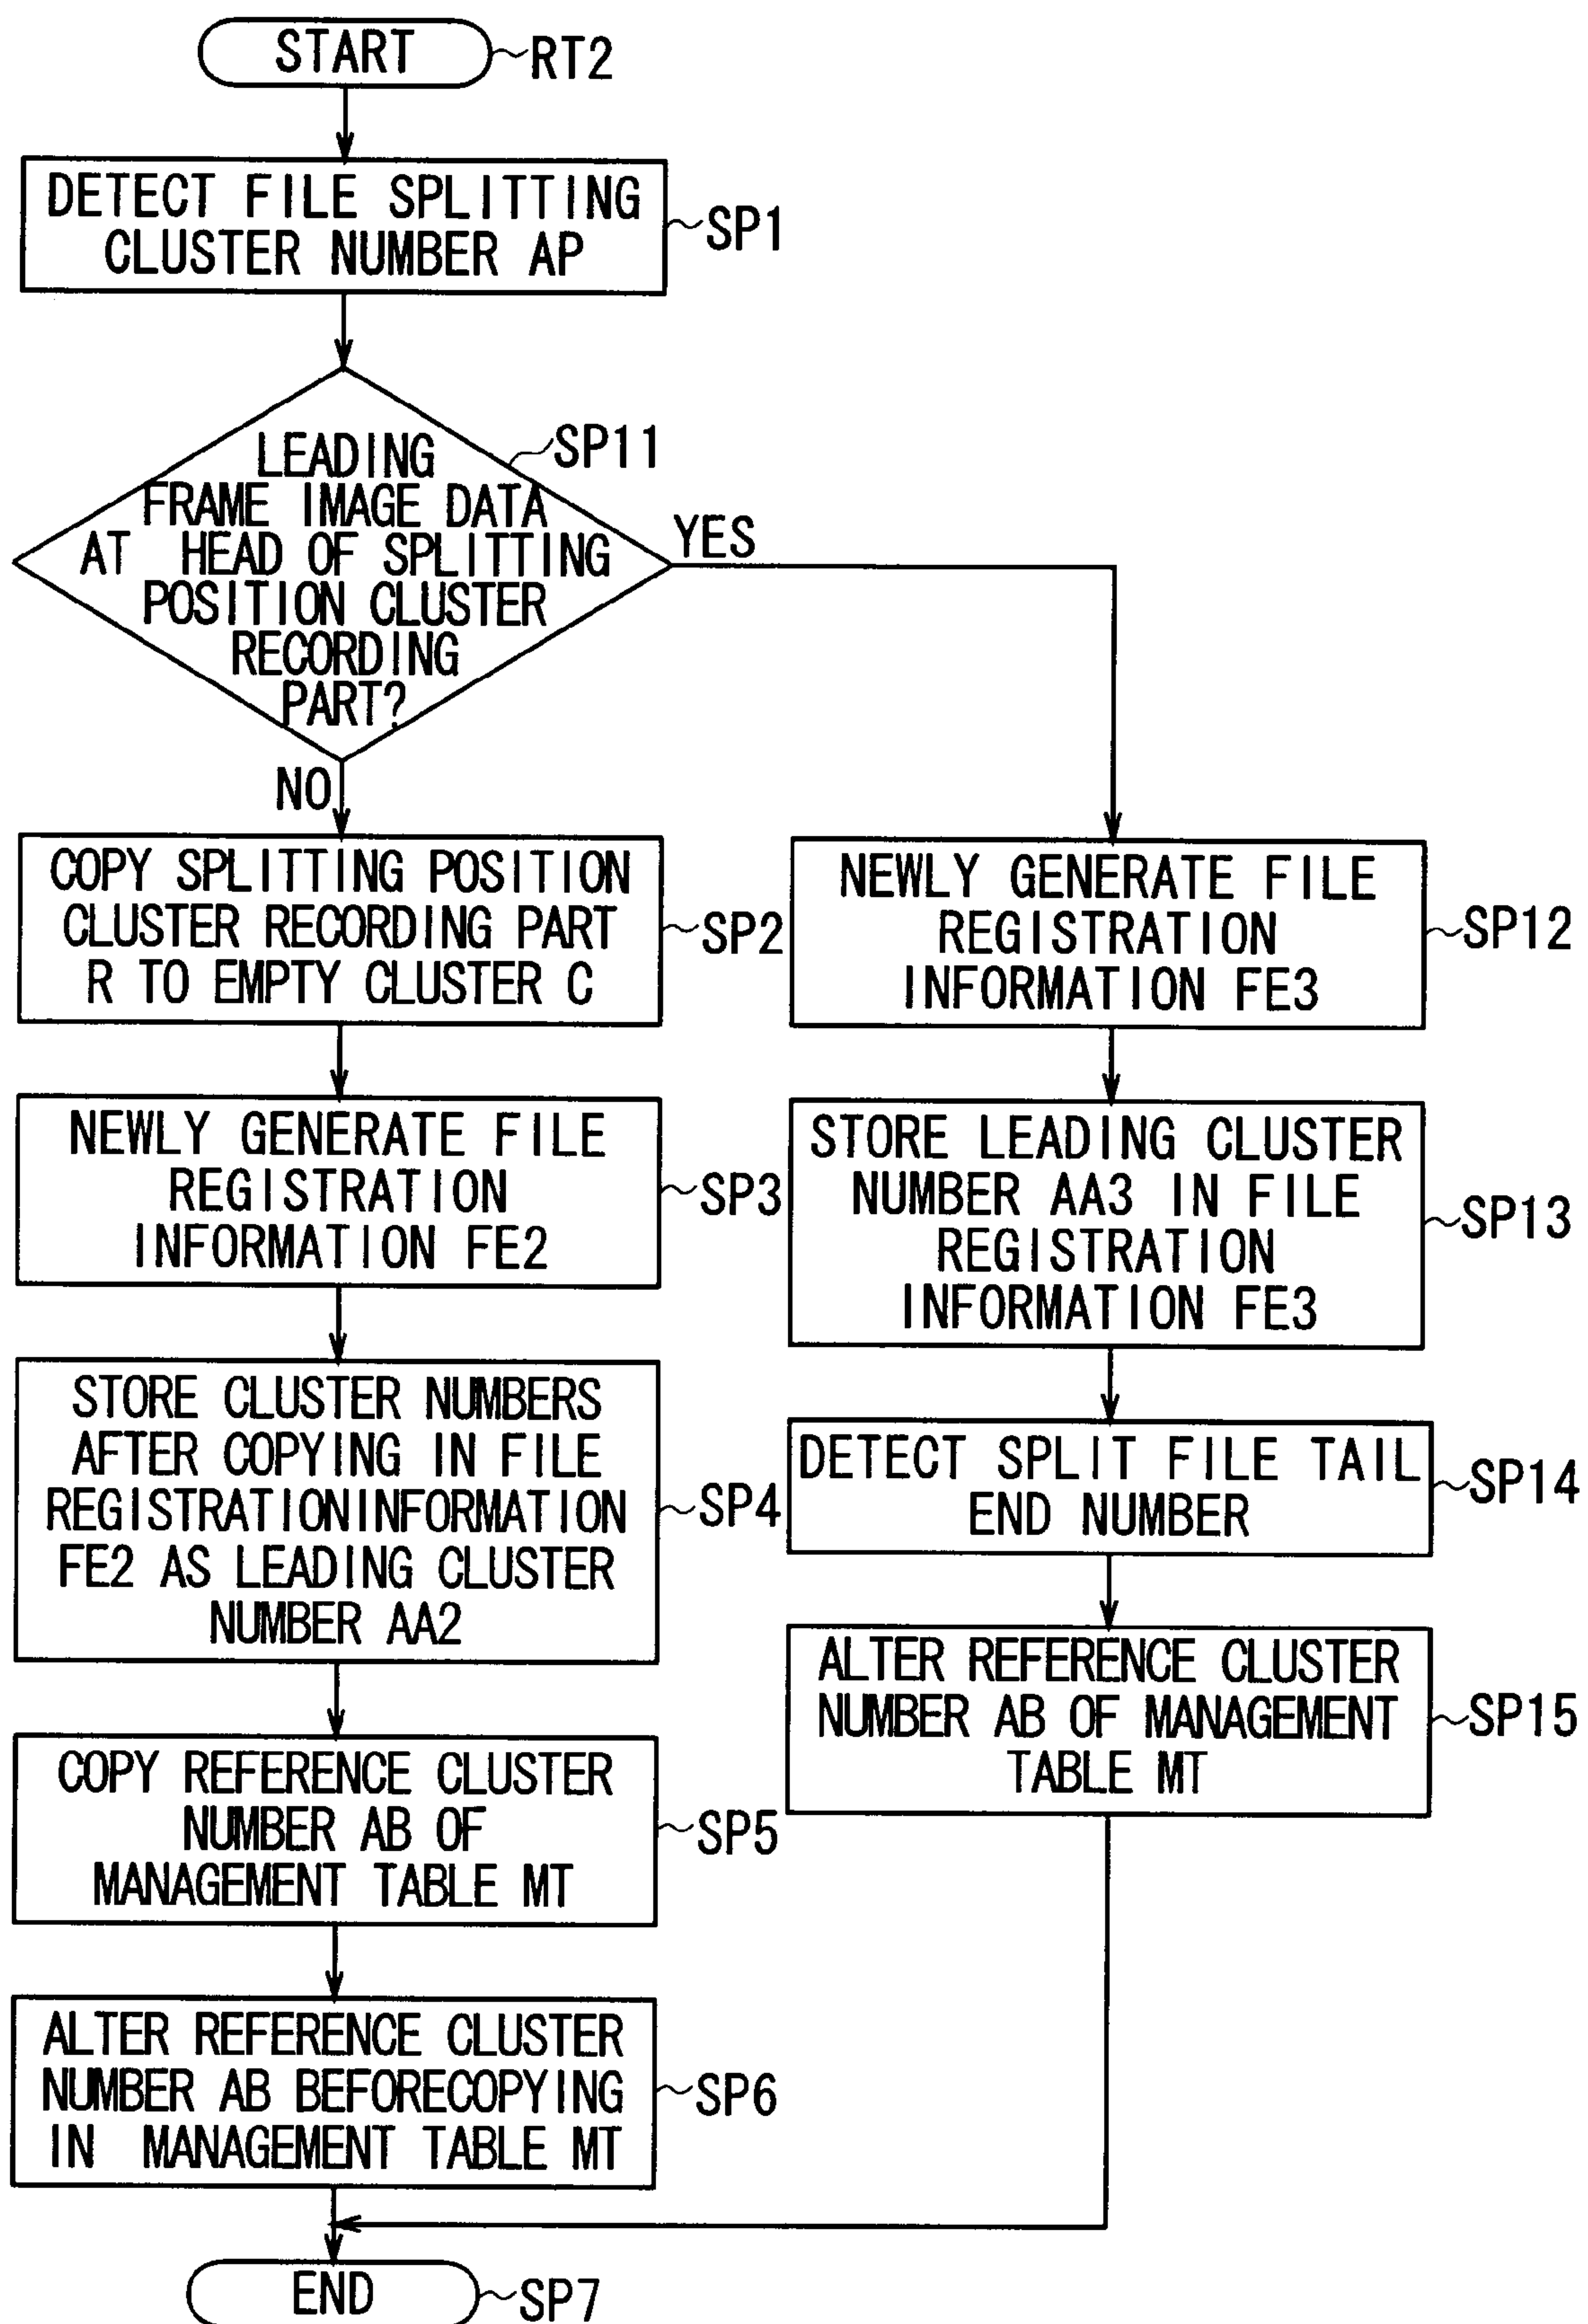 START
RT2
DETECT FILE SPLITTING
CLUSTER NUMBER AP
SP1
LEADING
FRAME IMAGE DATA
AT HEAD OF SPLITTING
POSITION CLUSTER
RECORDING
PART?
SP11
YES
NO
COPY SPLITTING POSITION
CLUSTER RECORDING PART
R TO EMPTY CLUSTER C
SP2
NEWLY GENERATE FILE
REGISTRATION
INFORMATION FE2
SP3
STORE CLUSTER NUMBERS
AFTER COPYING IN FILE
REGISTRATIONINFORMATION
FE2 AS LEADING CLUSTER
NUMBER AA2
SP4
COPY REFERENCE CLUSTER
NUMBER AB OF
MANAGEMENT TABLE MT
SP5
ALTER REFERENCE CLUSTER
NUMBER AB BEFORECOPYING
IN MANAGEMENT TABLE MT
SP6
NEWLY GENERATE FILE
REGISTRATION
INFORMATION FE3
SP12
STORE LEADING CLUSTER
NUMBER AA3 IN FILE
REGISTRATION
INFORMATION FE3
SP13
DETECT SPLIT FILE TAIL
END NUMBER
SP14
ALTER REFERENCE CLUSTER
NUMBER AB OF MANAGEMENT
TABLE MT
SP15
END
SP7